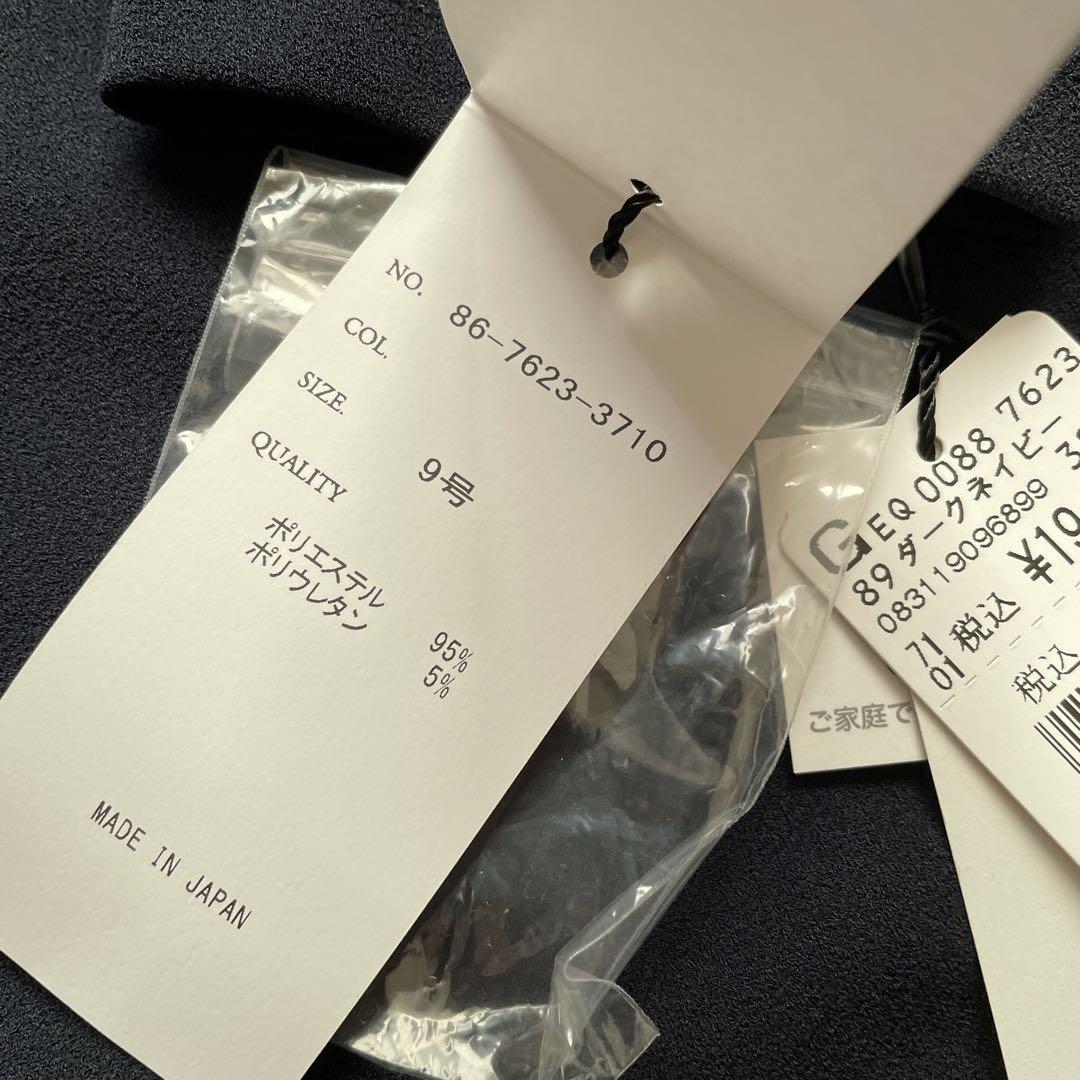 NO. 86-7623-3710
COL.
SIZE. 9号
QUALITY
ポリエステル 95%
ポリウレタン 5%
MADE IN JAPAN
EQ 0088 7623
89 ダークネイビー
083119096899
71
01 税込
税込
ご家庭で